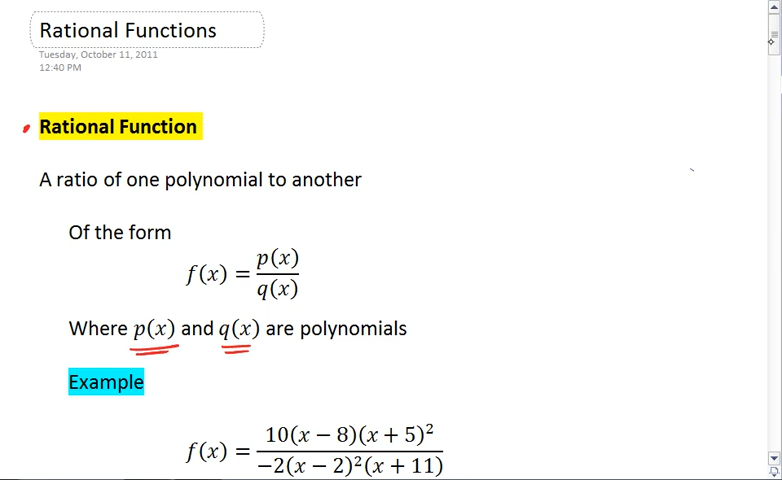 Rational Functions
Tuesday, October 11, 2011
12:40 PM
Rational Function
A ratio of one polynomial to another
Of the form
f(x) = p(x)/q(x)
Where p(x) and q(x) are polynomials
Example
f(x) = 10(x − 8)(x + 5)²/−2(x − 2)²(x + 11)